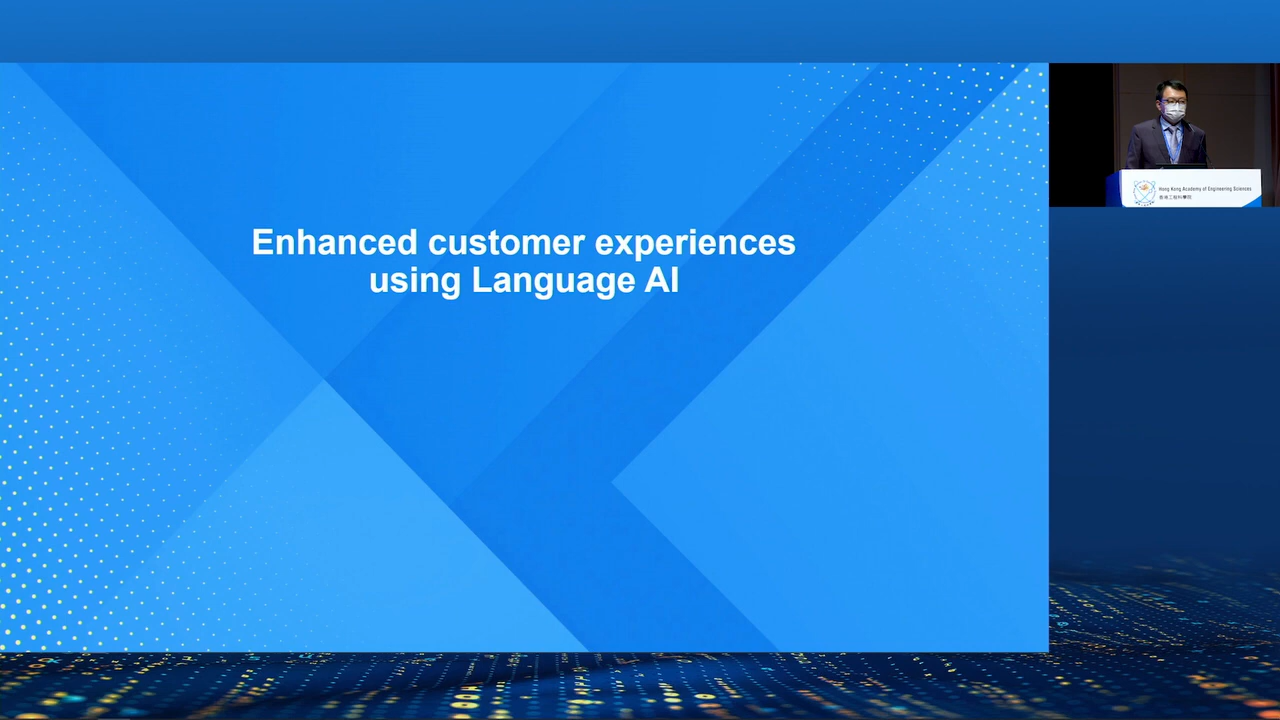 Enhanced customer experiences
using Language AI
Hong Kong Academy of Engineering Sciences
香港工程科學院